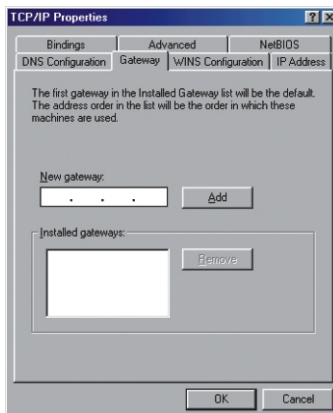 TCP/IP Properties
Bindings Advanced NetBIOS
DNS Configuration Gateway WINS Configuration IP Address
The first gateway in the Installed Gateway list will be the default.
The address order in the list will be the order in which these
machines are used.
New gateway:
. . .
Add
Installed gateways:
Remove
OK Cancel